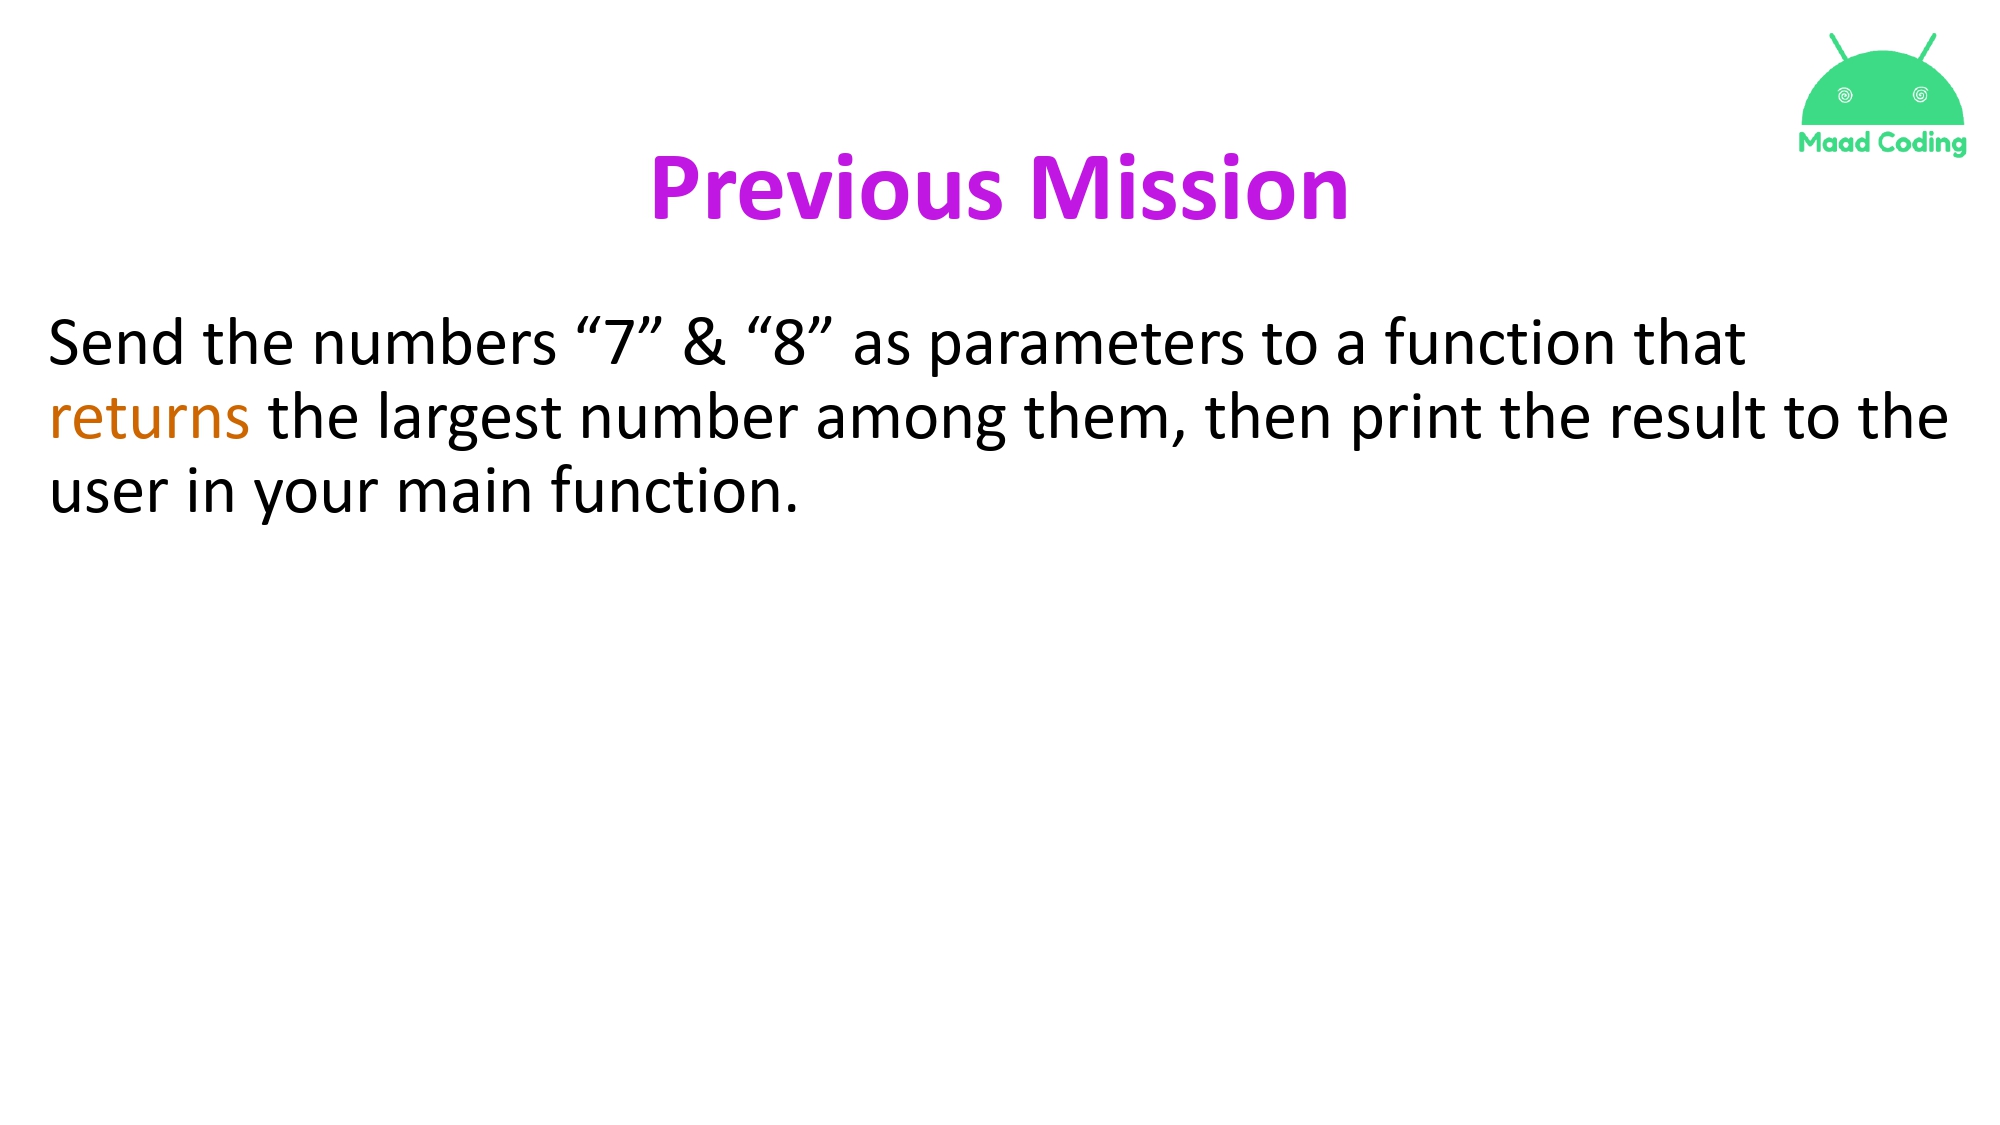 Maad Coding
Previous Mission
Send the numbers “7” & “8” as parameters to a function that
returns the largest number among them, then print the result to the
user in your main function.